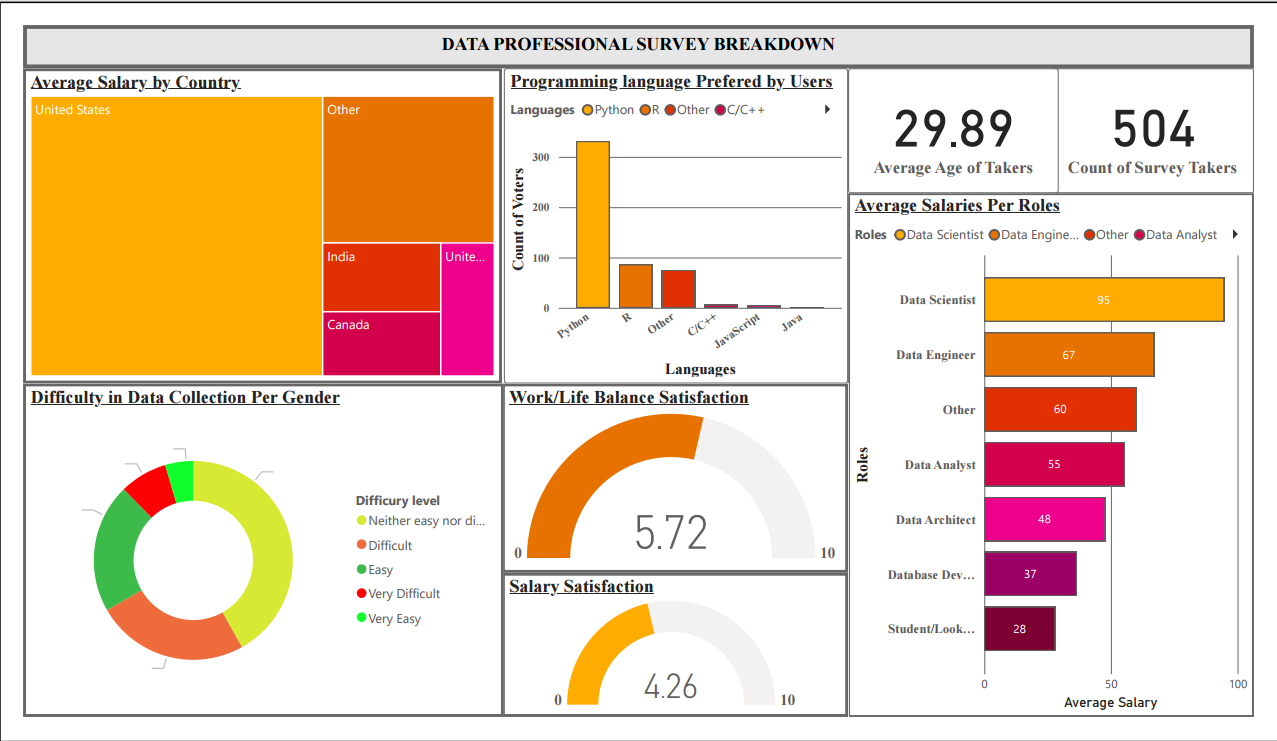 DATA PROFESSIONAL SURVEY BREAKDOWN
Average Salary by Country
United States
Other
India
Unite...
Canada
Programming language Prefered by Users
Languages Python R Other C/C++
Count of Voters
300
200
100
0
Python
R
Other
C/C++
JavaScript
Java
Languages
29.89
Average Age of Takers
504
Count of Survey Takers
Average Salaries Per Roles
Roles Data Scientist Data Engine... Other Data Analyst
Roles
Data Scientist 95
Data Engineer 67
Other 60
Data Analyst 55
Data Architect 48
Database Dev... 37
Student/Look... 28
0 50 100
Average Salary
Difficulty in Data Collection Per Gender
Difficury level
Neither easy nor di...
Difficult
Easy
Very Difficult
Very Easy
Work/Life Balance Satisfaction
5.72
0 10
Salary Satisfaction
4.26
0 10